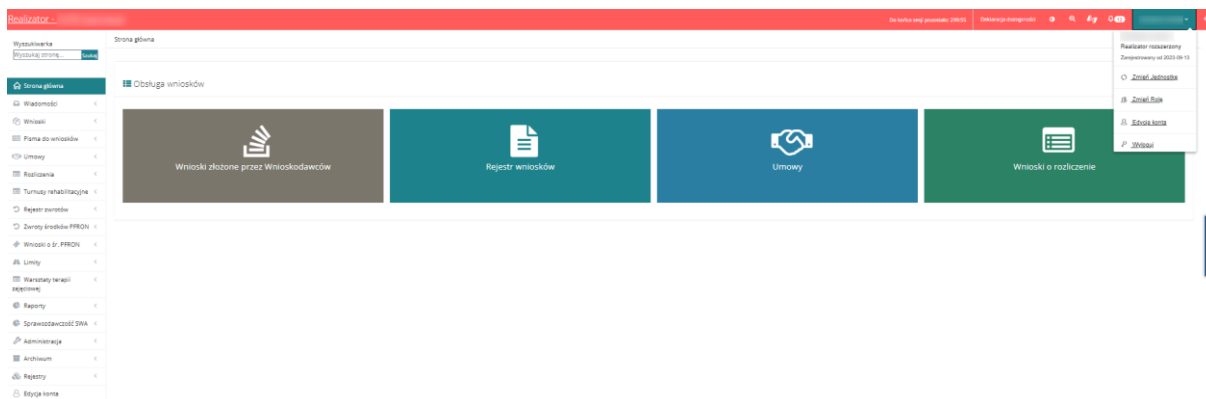 Realizator -
Do końca sesji pozostało:
Deklaracja dostępności
Wyszukiwarka
Wyszukaj stronę...
Szukaj
Strona główna
Wiadomości
Wnioski
Pisma do wniosków
Umowy
Rozliczenia
Turnusy rehabilitacyjne
Rejestr zwrotów
Zwroty środków PFRON
Wnioski o śr. PFRON
Limity
Warsztaty terapii
zajęciowej
Raporty
Sprawozdawczość SWA
Administracja
Archiwum
Rejestry
Edycja konta
Strona główna
Obsługa wniosków
Wnioski złożone przez Wnioskodawców
Rejestr wniosków
Umowy
Wnioski o rozliczenie
Realizator rozszerzony
Zarejestrowany od 2023-09-13
Zmień Jednostkę
Zmień Rolę
Edycja konta
Wyloguj